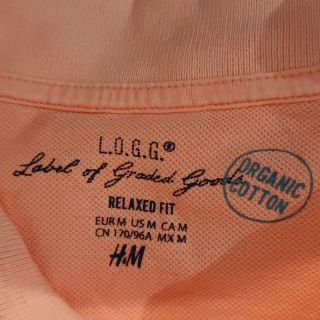 L.O.G.G.®
Label of Graded Goods
ORGANIC
COTTON
RELAXED FIT
EUR M US M CA M
CN 170/96A MX M
H&M